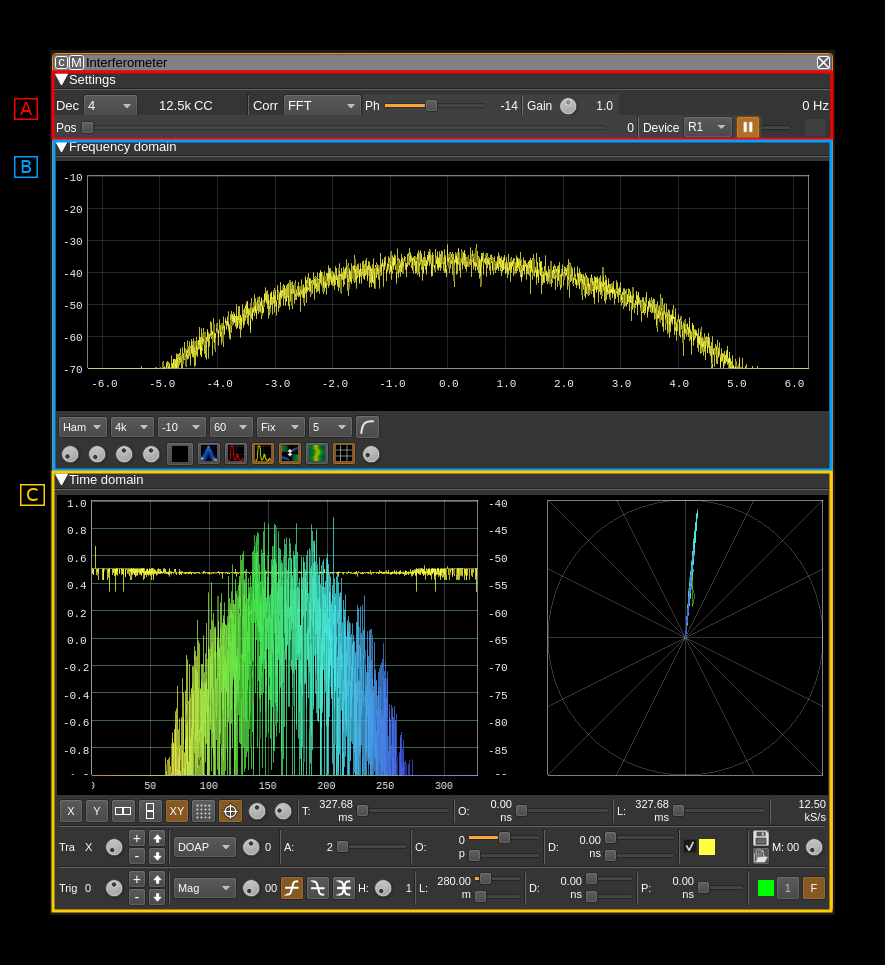 C M Interferometer
A
Settings
Dec 4 12.5k CC Corr FFT Ph -14 Gain 1.0 0 Hz
Pos 0 Device R1
B
Frequency domain
-10
-20
-30
-40
-50
-60
-70
-6.0 -5.0 -4.0 -3.0 -2.0 -1.0 0.0 1.0 2.0 3.0 4.0 5.0 6.0
Ham 4k -10 60 Fix 5
C
Time domain
1.0 -40
0.8 -45
0.6 -50
0.4 -55
0.2 -60
0.0 -65
-0.2 -70
-0.4 -75
-0.6 -80
-0.8 -85
50 100 150 200 250 300
X Y XY T: 327.68 ms O: 0.00 ns L: 327.68 ms 12.50 kS/s
Tra X + - DOAP 0 A: 2 O: 0 p D: 0.00 ns M: 00
Trig 0 + - Mag 00 H: 1 L: 280.00 m D: 0.00 ns P: 0.00 ns 1 F